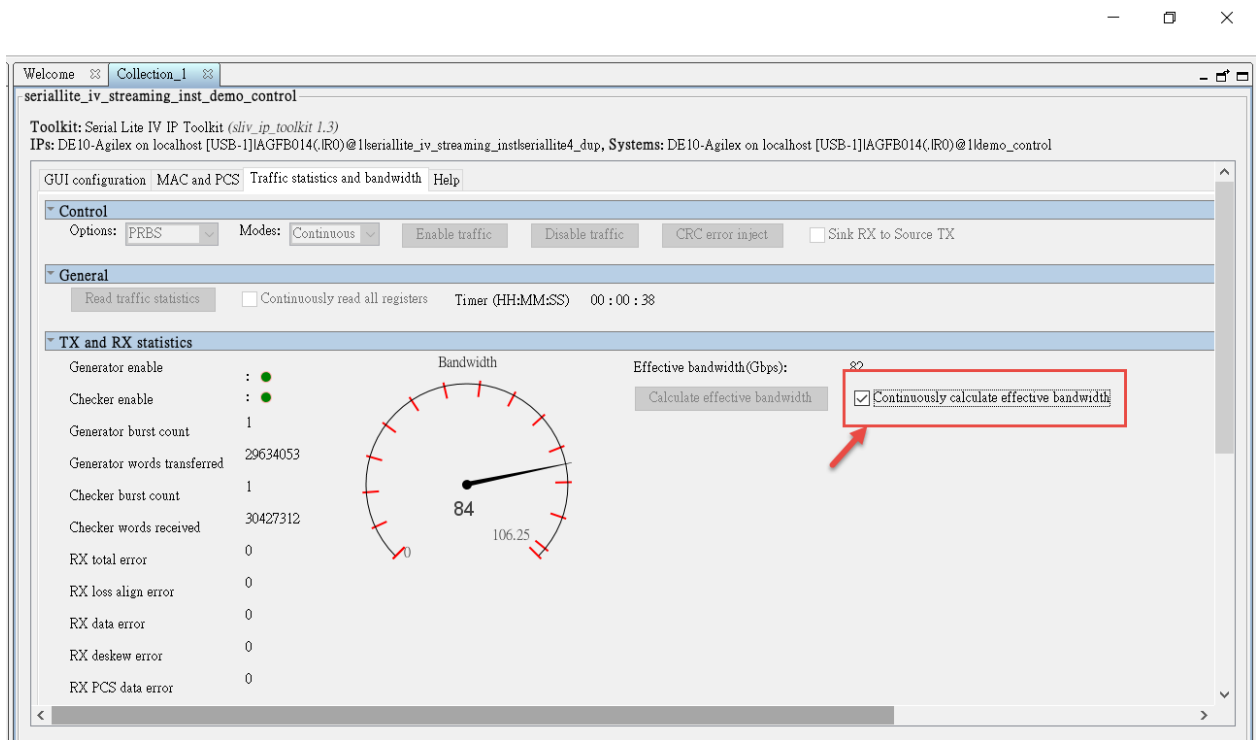 Welcome Collection_1
seriallite_iv_streaming_inst_demo_control
Toolkit: Serial Lite IV IP Toolkit (sliv_ip_toolkit 1.3)
IPs: DE10-Agilex on localhost [USB-1]|AGFB014(.|R0)@1|seriallite_iv_streaming_inst|seriallite4_dup, Systems: DE10-Agilex on localhost [USB-1]|AGFB014(.|R0)@1|demo_control
GUI configuration MAC and PCS Traffic statistics and bandwidth Help
Control
Options: PRBS Modes: Continuous Enable traffic Disable traffic CRC error inject Sink RX to Source TX
General
Read traffic statistics Continuously read all registers Timer (HH:MM:SS) 00 : 00 : 38
TX and RX statistics
Generator enable : Bandwidth Effective bandwidth(Gbps): 82
Checker enable : Calculate effective bandwidth Continuously calculate effective bandwidth
Generator burst count 1
Generator words transferred 29634053
Checker burst count 1
84
Checker words received 30427312
0 106.25
RX total error 0
RX loss align error 0
RX data error 0
RX deskew error 0
RX PCS data error 0